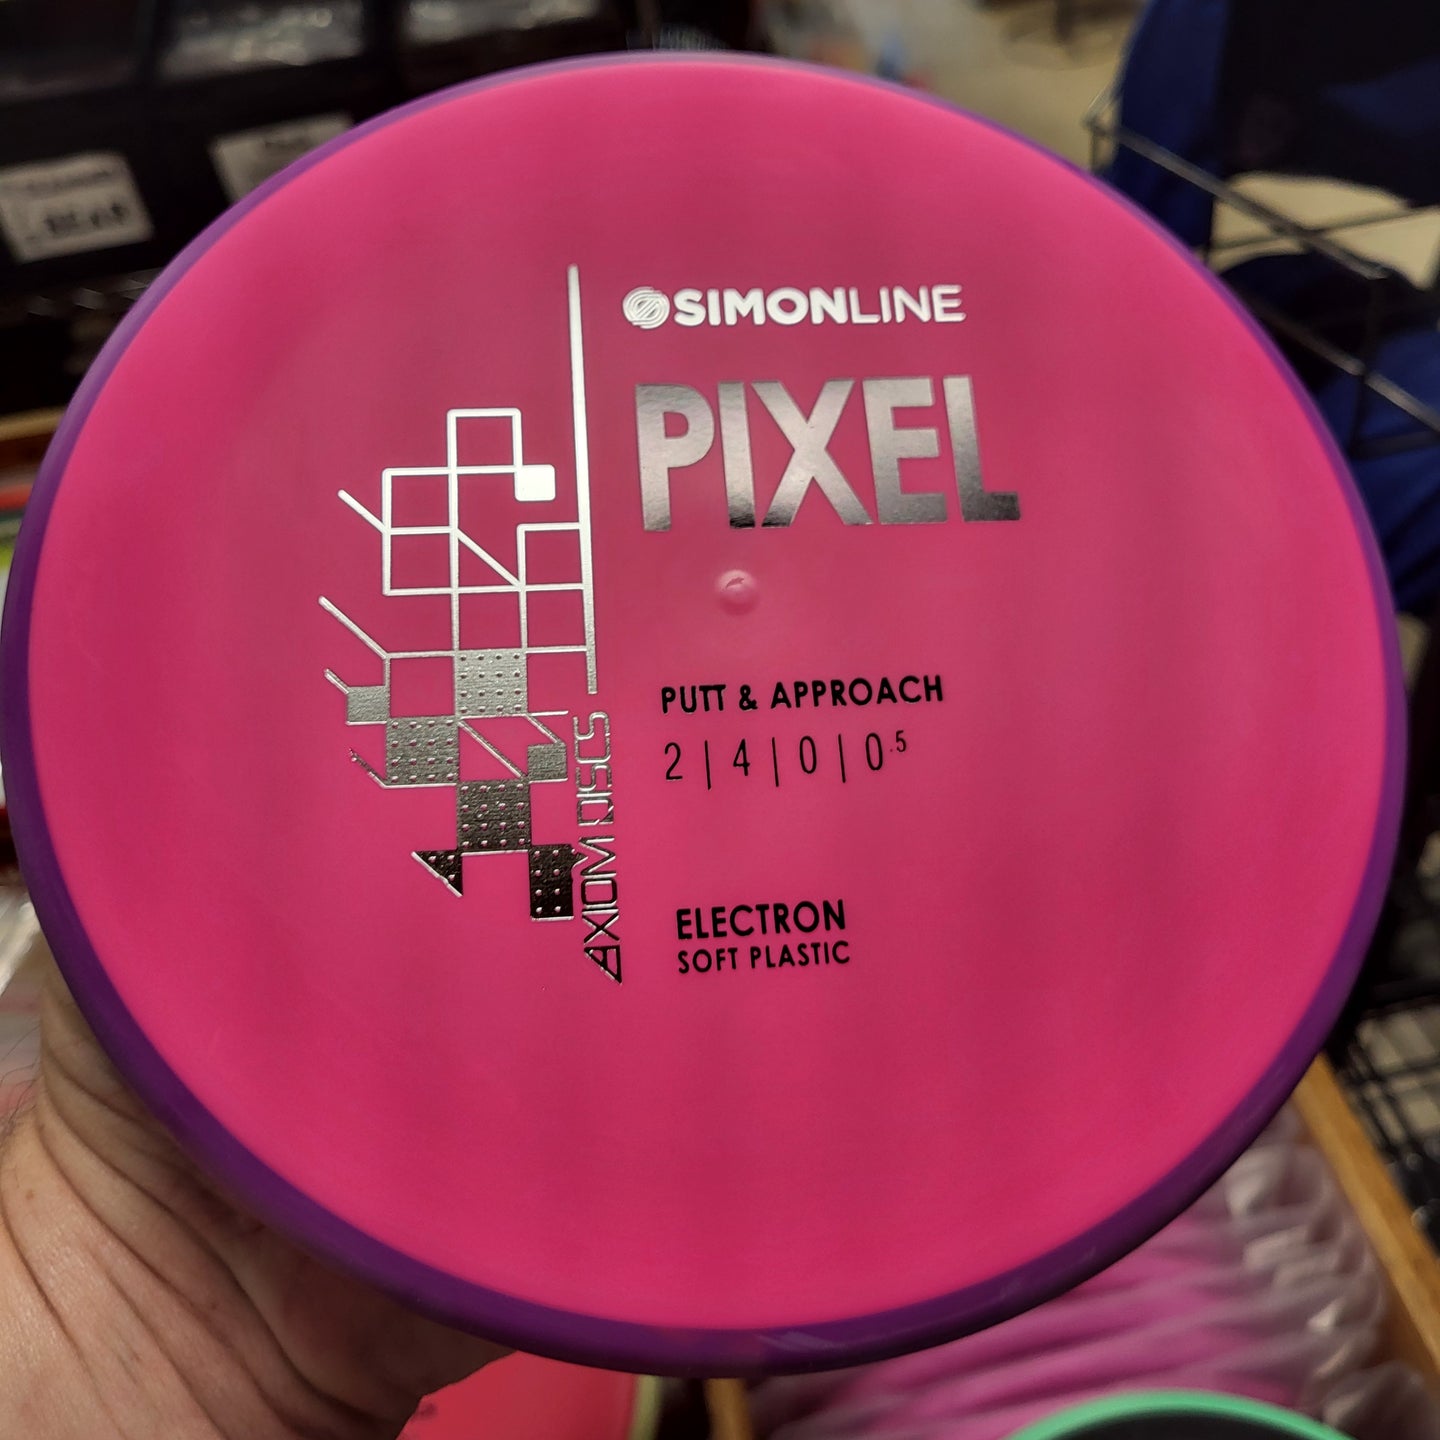 SIMONLINE
PIXEL
PUTT & APPROACH
2 | 4 | 0 | 0.5
ELECTRON
SOFT PLASTIC
AXIOM DISCS